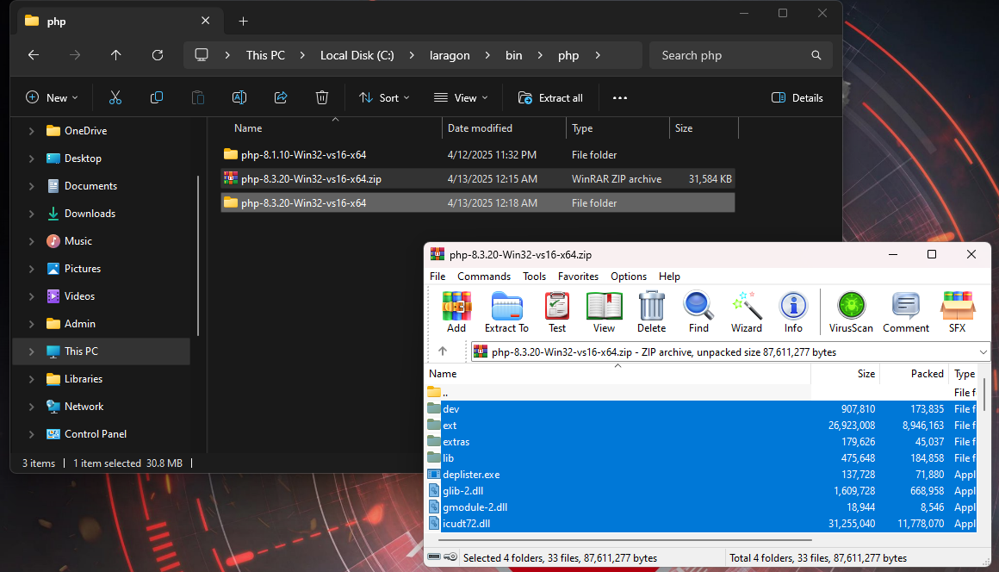 php
This PC
Local Disk (C:)
laragon
bin
php
Search php
New
Sort
View
Extract all
Details
OneDrive
Desktop
Documents
Downloads
Music
Pictures
Videos
Admin
This PC
Libraries
Network
Control Panel
Name Date modified Type Size
php-8.1.10-Win32-vs16-x64 4/12/2025 11:32 PM File folder
php-8.3.20-Win32-vs16-x64.zip 4/13/2025 12:15 AM WinRAR ZIP archive 31,584 KB
php-8.3.20-Win32-vs16-x64 4/13/2025 12:18 AM File folder
3 items 1 item selected 30.8 MB
php-8.3.20-Win32-vs16-x64.zip
File Commands Tools Favorites Options Help
Add Extract To Test View Delete Find Wizard Info VirusScan Comment SFX
php-8.3.20-Win32-vs16-x64.zip - ZIP archive, unpacked size 87,611,277 bytes
Name Size Packed Type
.. File f
dev 907,810 173,835 File f
ext 26,923,008 8,946,163 File f
extras 179,626 45,037 File f
lib 475,648 184,858 File f
deplister.exe 137,728 71,880 Appl
glib-2.dll 1,609,728 668,958 Appl
gmodule-2.dll 18,944 8,546 Appl
icudt72.dll 31,255,040 11,778,070 Appl
Selected 4 folders, 33 files, 87,611,277 bytes
Total 4 folders, 33 files, 87,611,277 bytes